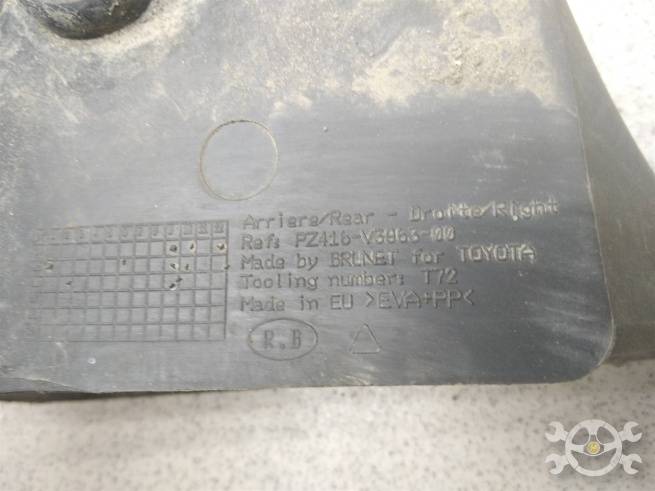 Arriere/Rear - Droite/Right
Ref: PZ416-V3963-00
Made by BRUNET for TOYOTA
Tooling number: T72
Made in EU >EVA+PP<
R.B